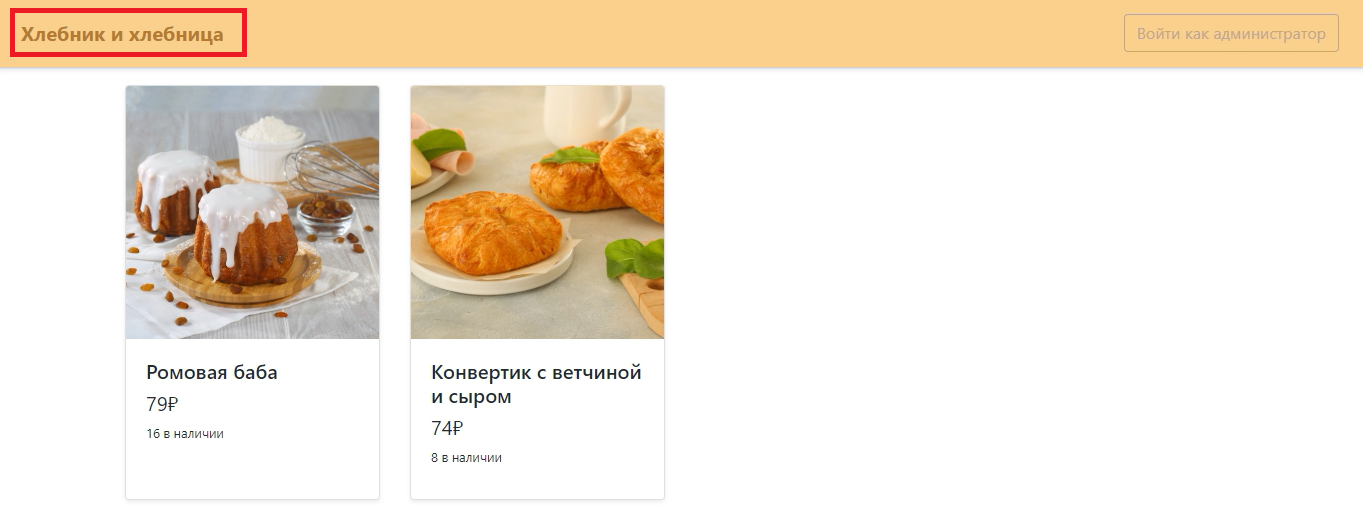 Хлебник и хлебница
Войти как администратор
Ромовая баба
79₽
16 в наличии
Конвертик с ветчиной
и сыром
74₽
8 в наличии